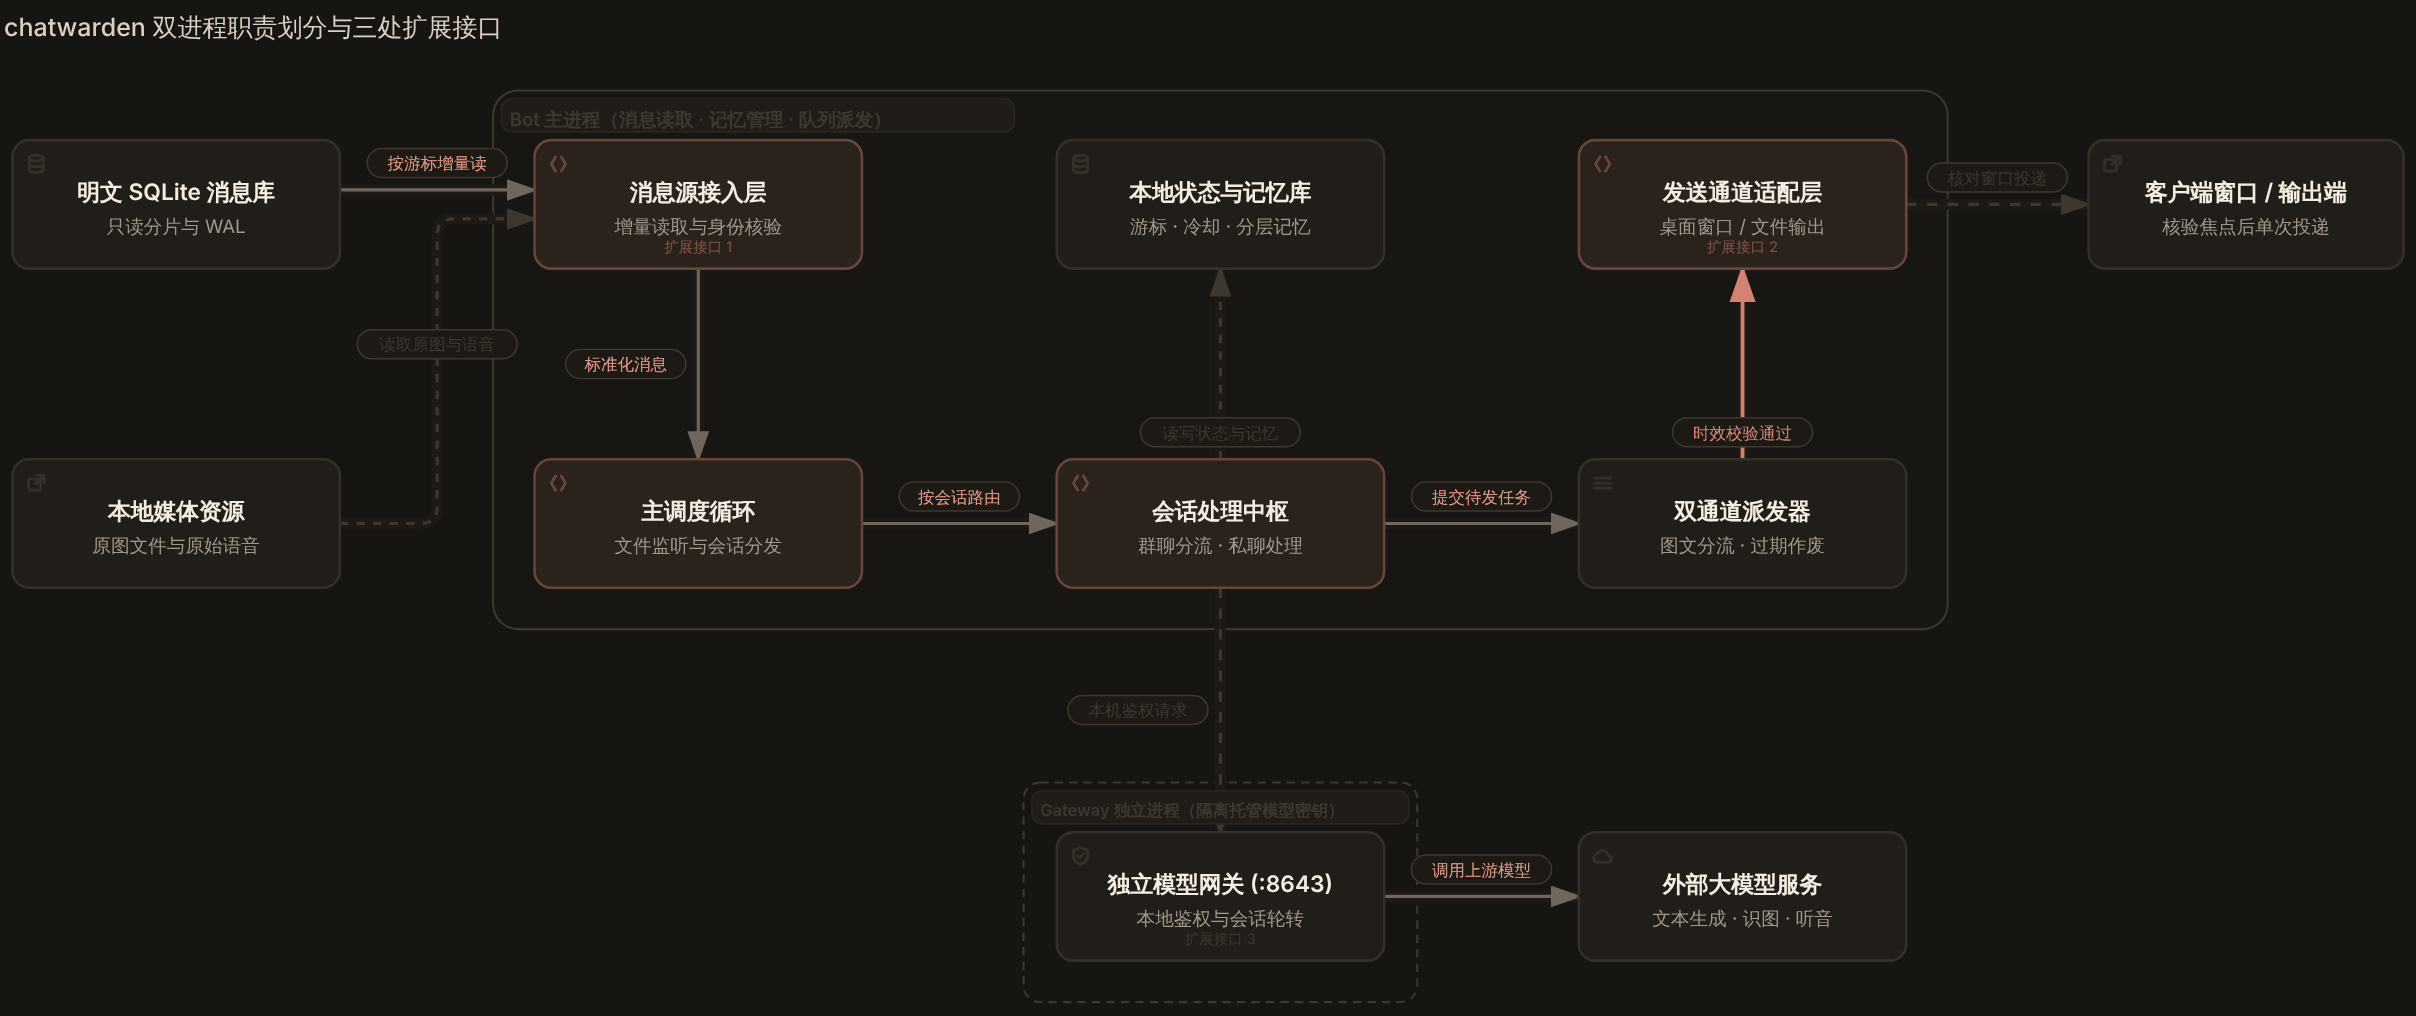 chatwarden 双进程职责划分与三处扩展接口
Bot 主进程（消息读取 · 记忆管理 · 队列派发）
明文 SQLite 消息库
只读分片与 WAL
按游标增量读
消息源接入层
增量读取与身份核验
扩展接口 1
本地状态与记忆库
游标 · 冷却 · 分层记忆
发送通道适配层
桌面窗口 / 文件输出
扩展接口 2
核对窗口投递
客户端窗口 / 输出端
核验焦点后单次投递
读取原图与语音
标准化消息
读写状态与记忆
时效校验通过
本地媒体资源
原图文件与原始语音
主调度循环
文件监听与会话分发
按会话路由
会话处理中枢
群聊分流 · 私聊处理
提交待发任务
双通道派发器
图文分流 · 过期作废
本机鉴权请求
Gateway 独立进程（隔离托管模型密钥）
独立模型网关 (:8643)
本地鉴权与会话轮转
扩展接口 3
调用上游模型
外部大模型服务
文本生成 · 识图 · 听音